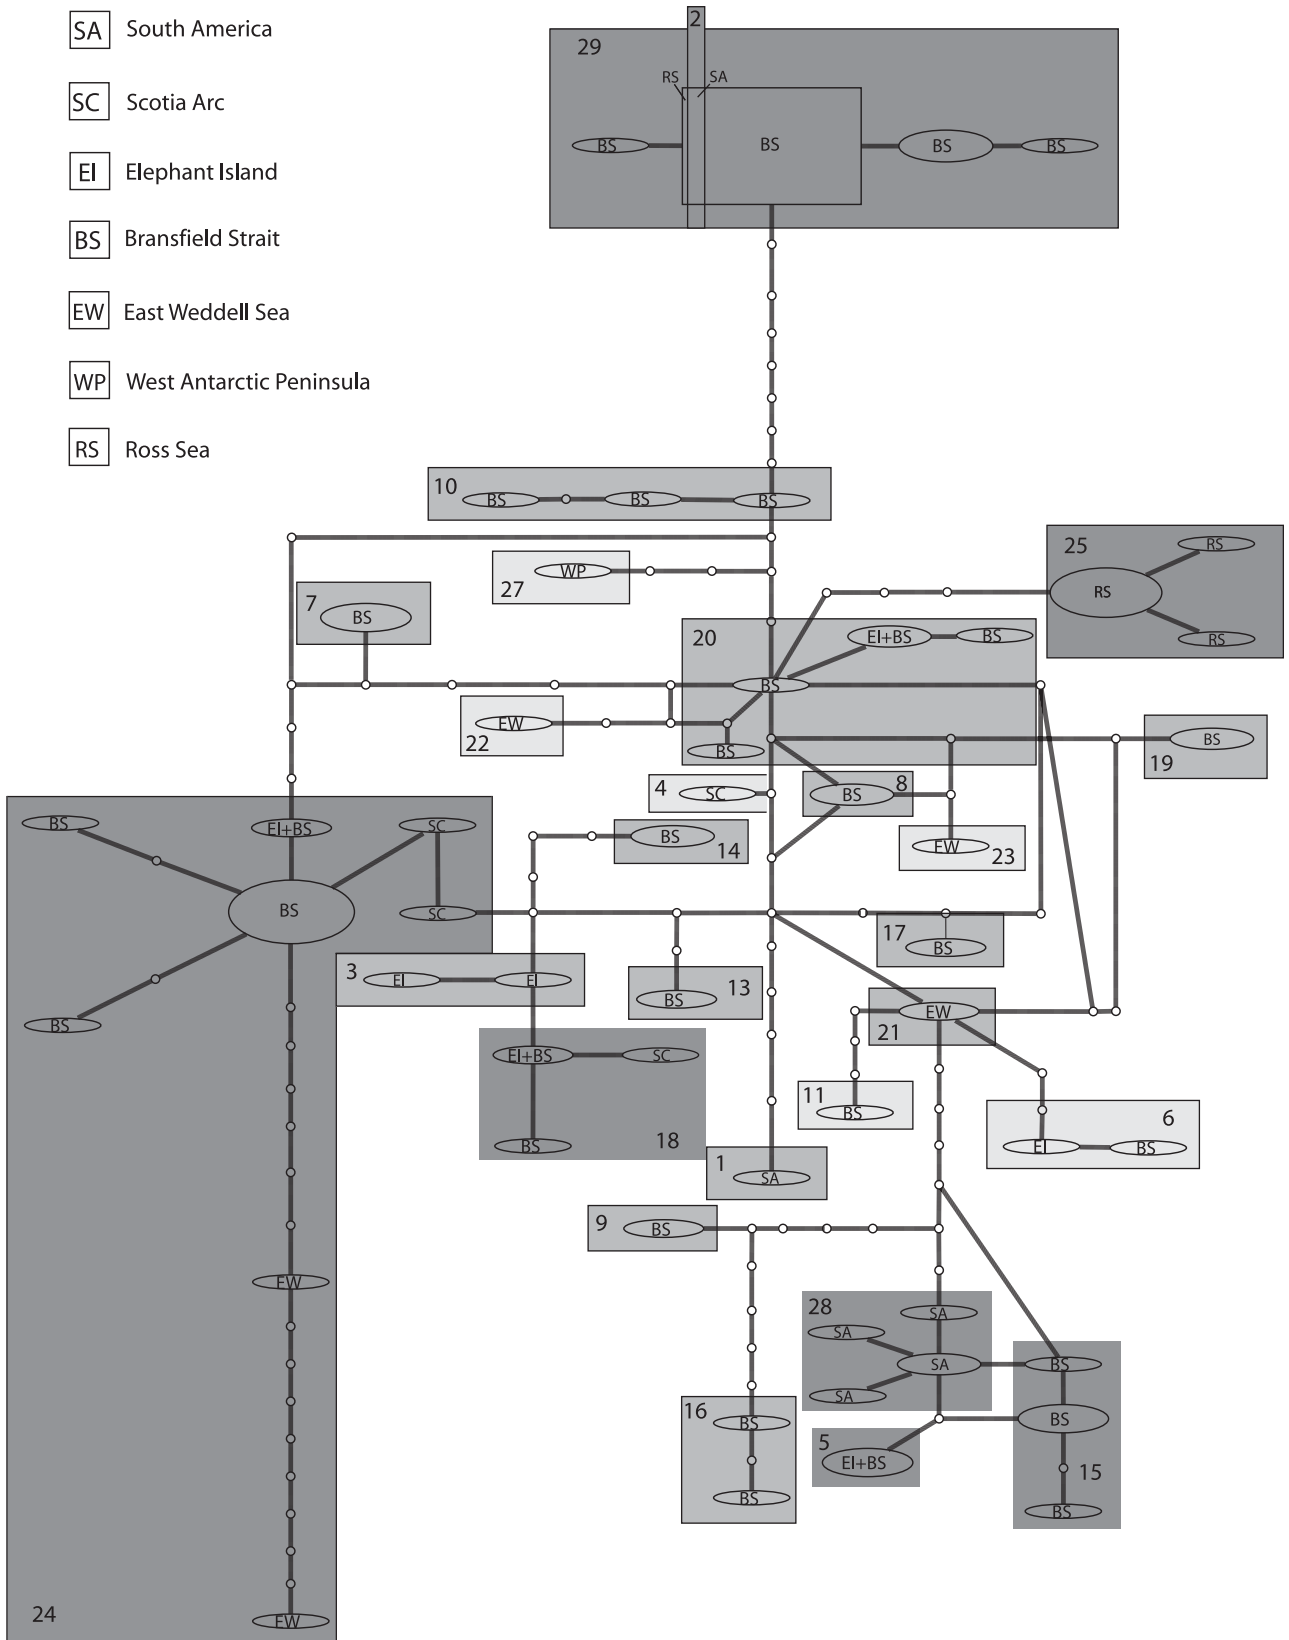 SA South America
SC Scotia Arc
EI Elephant Island
BS Bransfield Strait
EW East Weddell Sea
WP West Antarctic Peninsula
RS Ross Sea
2
29
RS SA
BS BS BS BS
10 BS BS BS
27 WP
25 RS
RS
RS
7 BS
20 EI+BS BS
BS
BS
22 EW
19 BS
4 SC
8 BS
23 EW
14 BS
BS EI+BS SC
BS
SC
BS
17 BS
3 EI EI
13 BS
21 EW
EI+BS SC
BS 18
11 BS
6
EI BS
1 SA
9 BS
EW
28 SA
SA
SA
SA
BS
BS
15
BS
16 BS
BS
5 EI+BS
24 EW